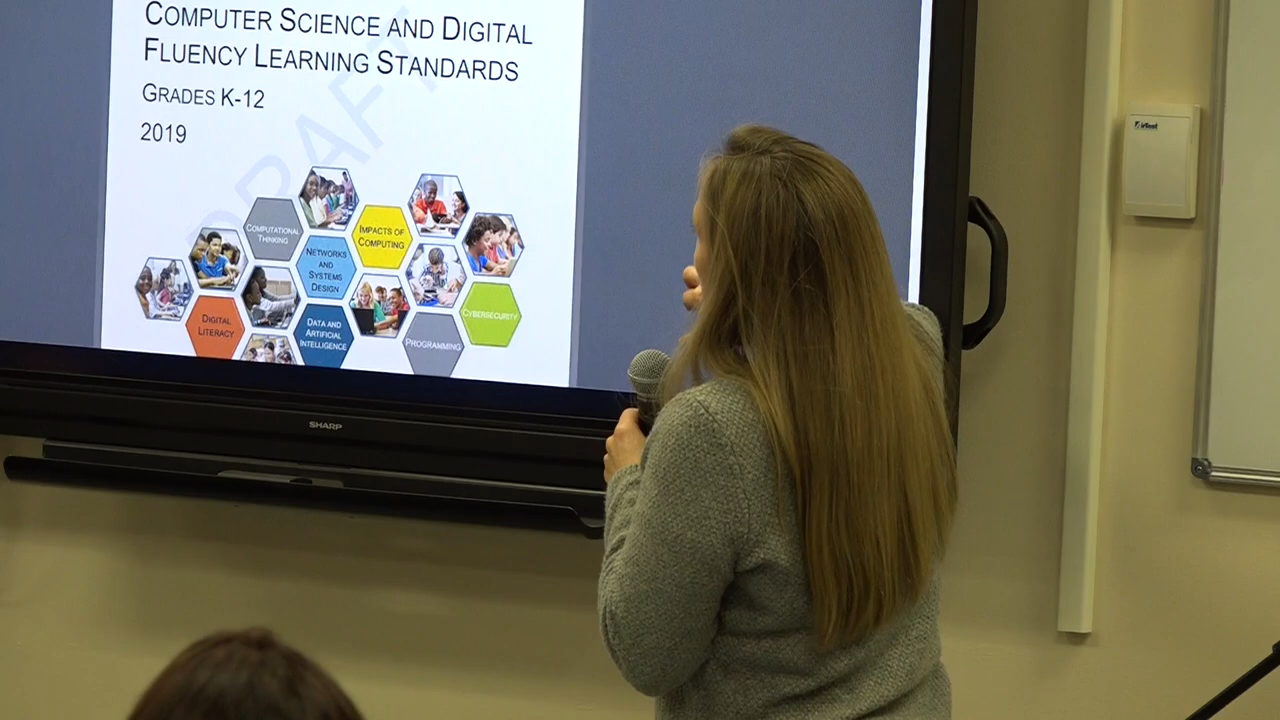 COMPUTER SCIENCE AND DIGITAL
FLUENCY LEARNING STANDARDS
GRADES K-12
2019
DRAFT
COMPUTATIONAL
THINKING
IMPACTS OF
COMPUTING
NETWORKS
AND
SYSTEMS
DESIGN
DIGITAL
LITERACY
DATA AND
ARTIFICIAL
INTELLIGENCE
PROGRAMMING
CYBERSECURITY
SHARP